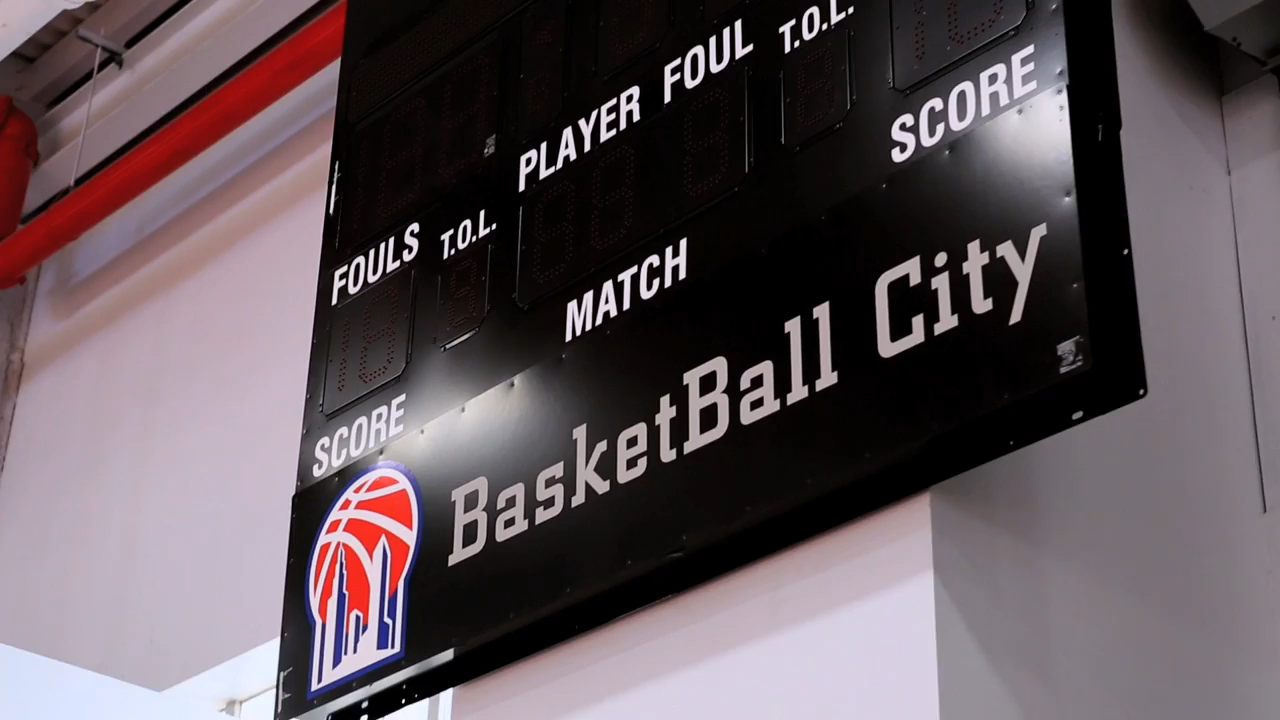 PLAYER FOUL
T.O.L.
SCORE
FOULS
T.O.L.
MATCH
SCORE
BasketBall City